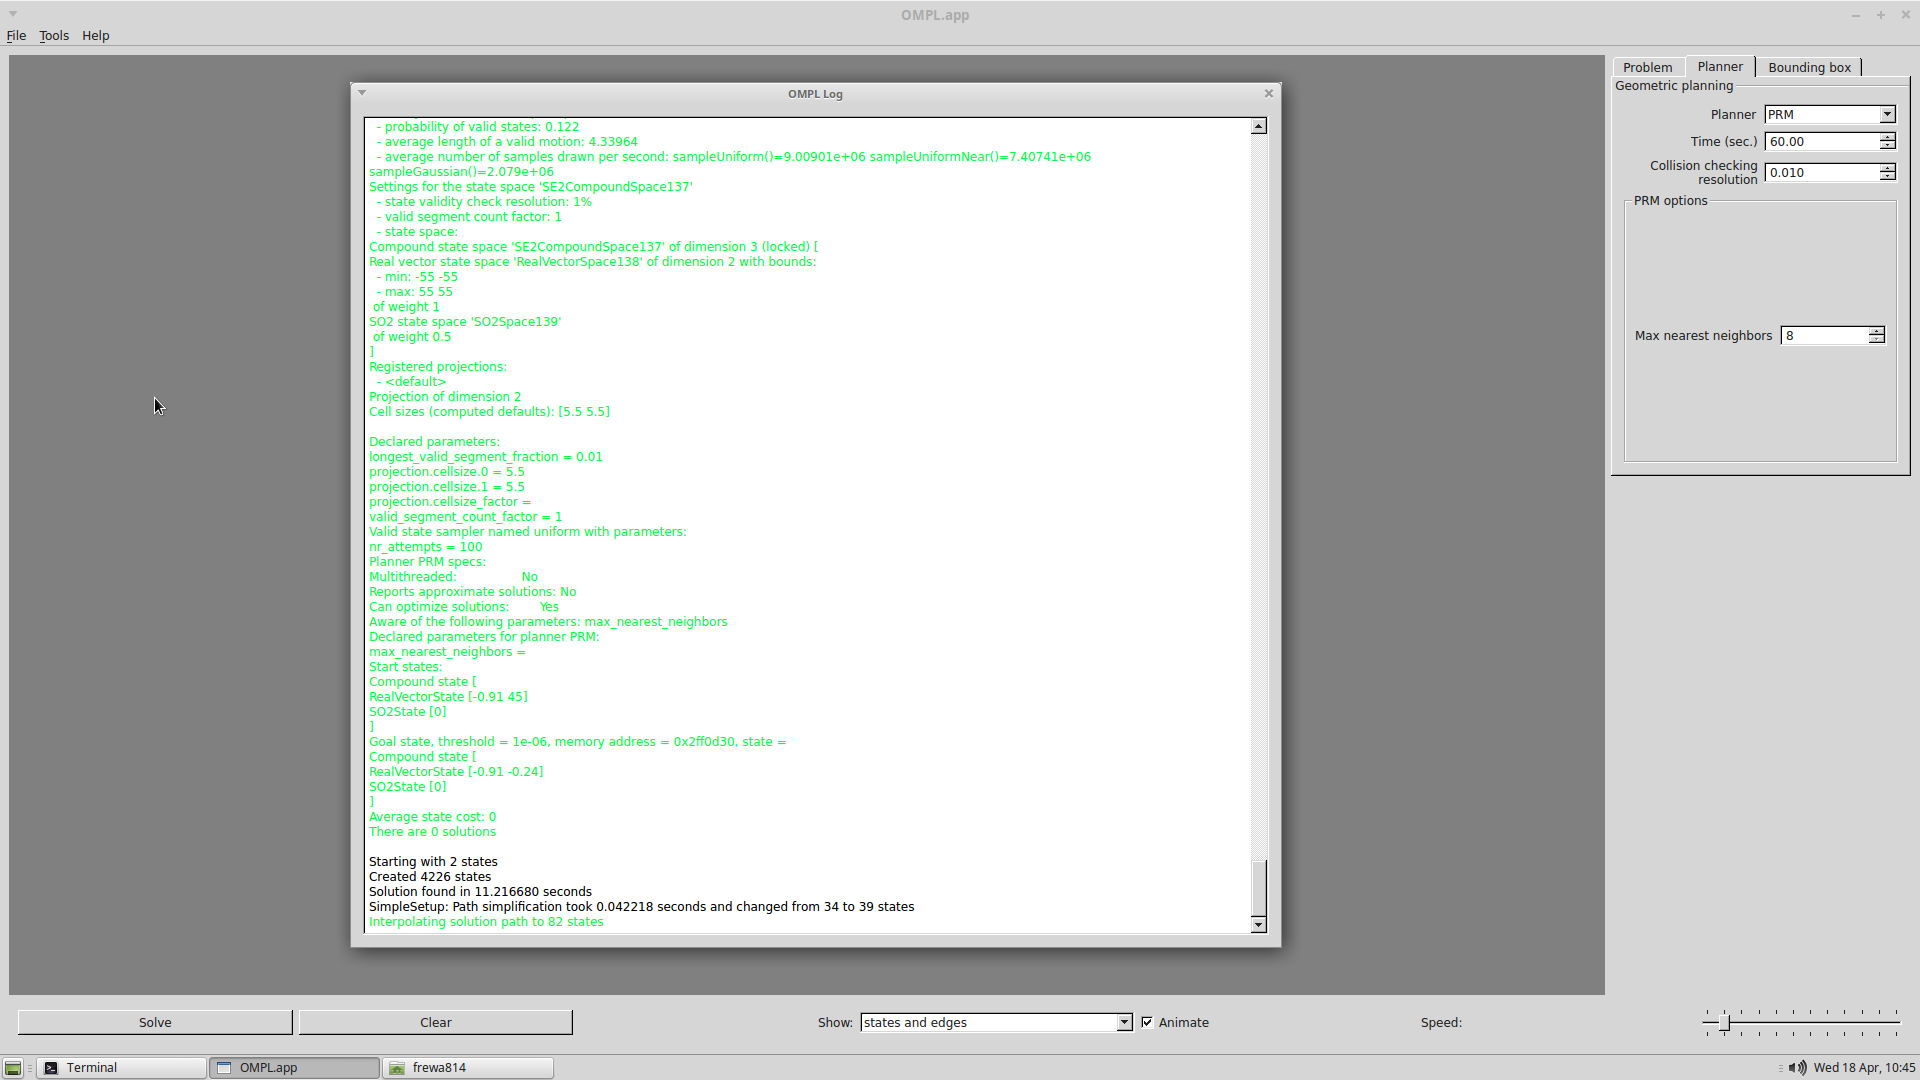 OMPL.app
File Tools Help
OMPL Log
- probability of valid states: 0.122
- average length of a valid motion: 4.33964
- average number of samples drawn per second: sampleUniform()=9.00901e+06 sampleUniformNear()=7.40741e+06
sampleGaussian()=2.079e+06
Settings for the state space 'SE2CompoundSpace137'
- state validity check resolution: 1%
- valid segment count factor: 1
- state space:
Compound state space 'SE2CompoundSpace137' of dimension 3 (locked) [
Real vector state space 'RealVectorSpace138' of dimension 2 with bounds:
- min: -55 -55
- max: 55 55
of weight 1
SO2 state space 'SO2Space139'
of weight 0.5
]
Registered projections:
- <default>
Projection of dimension 2
Cell sizes (computed defaults): [5.5 5.5]
Declared parameters:
longest_valid_segment_fraction = 0.01
projection.cellsize.0 = 5.5
projection.cellsize.1 = 5.5
projection.cellsize_factor =
valid_segment_count_factor = 1
Valid state sampler named uniform with parameters:
nr_attempts = 100
Planner PRM specs:
Multithreaded: No
Reports approximate solutions: No
Can optimize solutions: Yes
Aware of the following parameters: max_nearest_neighbors
Declared parameters for planner PRM:
max_nearest_neighbors =
Start states:
Compound state [
RealVectorState [-0.91 45]
SO2State [0]
]
Goal state, threshold = 1e-06, memory address = 0x2ff0d30, state =
Compound state [
RealVectorState [-0.91 -0.24]
SO2State [0]
]
Average state cost: 0
There are 0 solutions
Starting with 2 states
Created 4226 states
Solution found in 11.216680 seconds
SimpleSetup: Path simplification took 0.042218 seconds and changed from 34 to 39 states
Interpolating solution path to 82 states
Problem Planner Bounding box
Geometric planning
Planner PRM
Time (sec.) 60.00
Collision checking
resolution 0.010
PRM options
Max nearest neighbors 8
Solve Clear Show: states and edges Animate Speed:
Terminal OMPL.app frewa814 Wed 18 Apr, 10:45